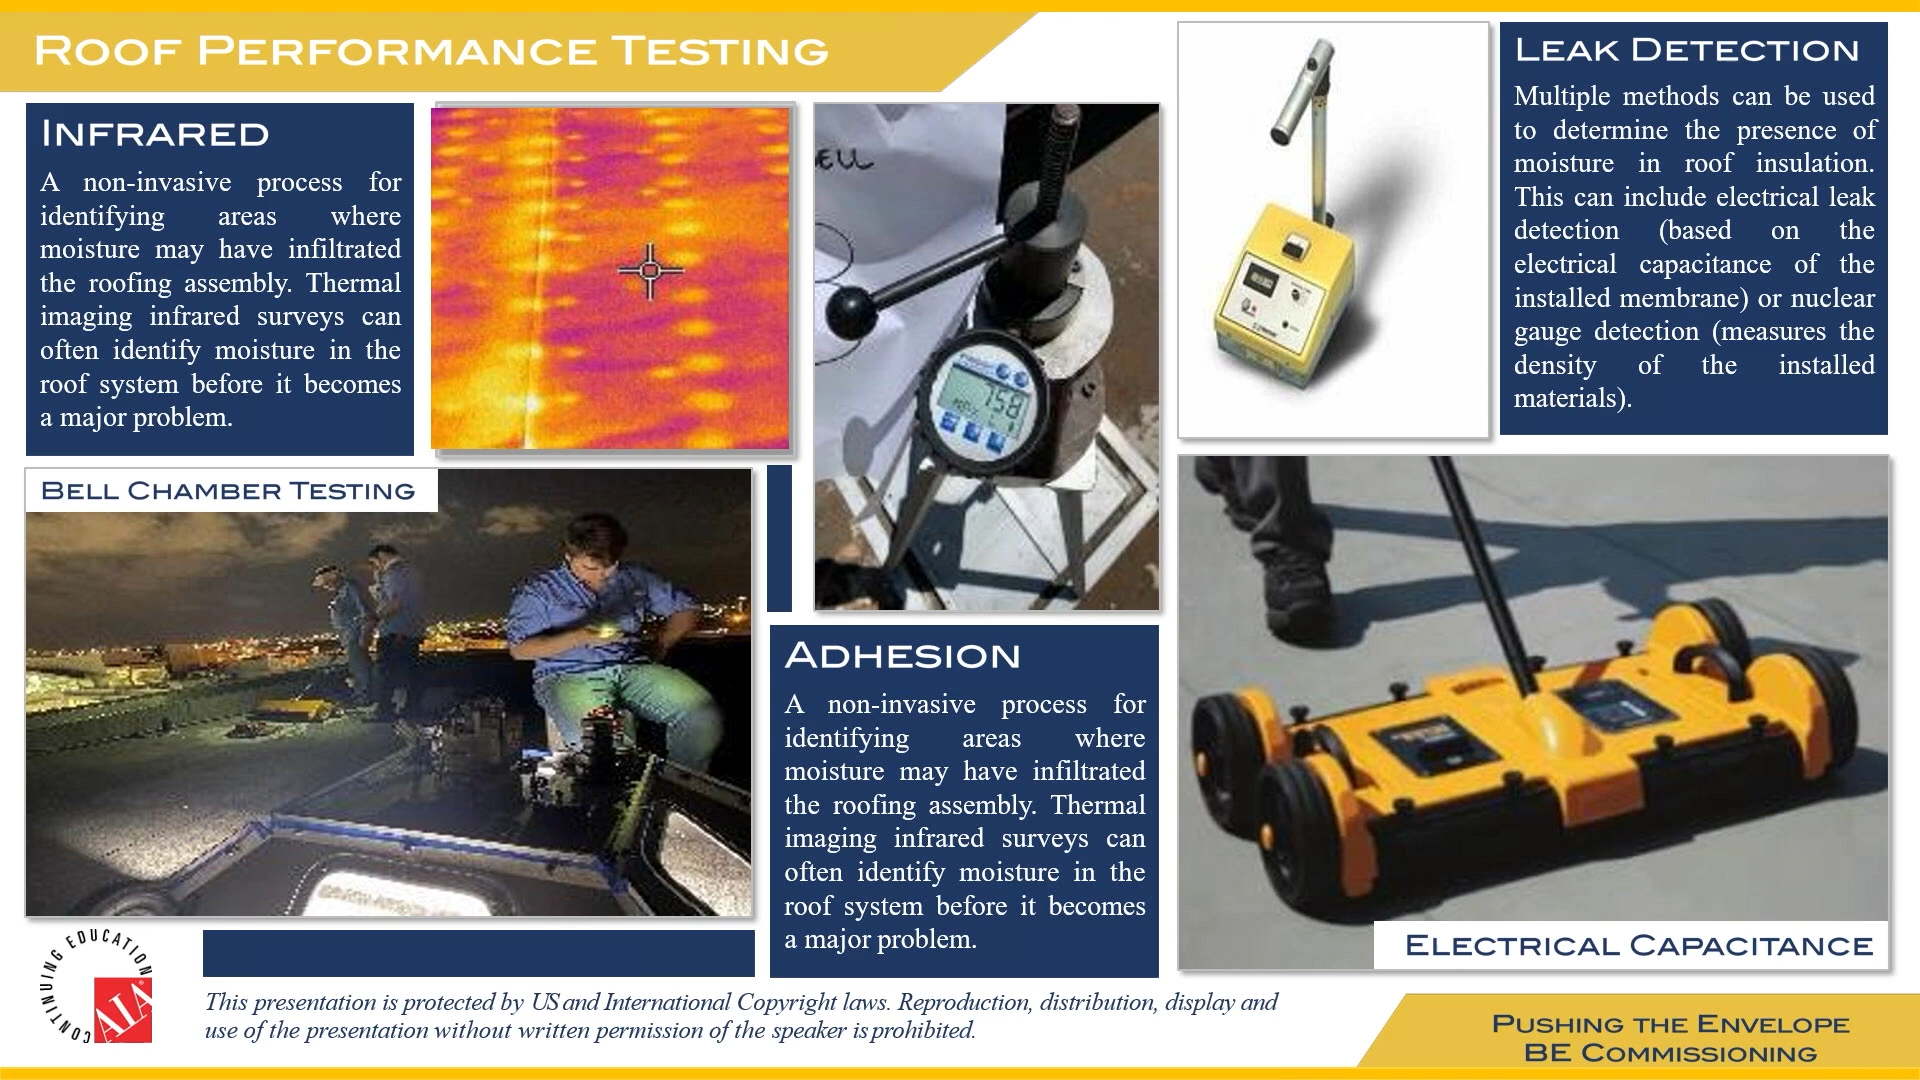 Roof Performance Testing
Infrared
A non-invasive process for
identifying areas where
moisture may have infiltrated
the roofing assembly. Thermal
imaging infrared surveys can
often identify moisture in the
roof system before it becomes
a major problem.
ELL
758
Leak Detection
Multiple methods can be used
to determine the presence of
moisture in roof insulation.
This can include electrical leak
detection (based on the
electrical capacitance of the
installed membrane) or nuclear
gauge detection (measures the
density of the installed
materials).
Bell Chamber Testing
Adhesion
A non-invasive process for
identifying areas where
moisture may have infiltrated
the roofing assembly. Thermal
imaging infrared surveys can
often identify moisture in the
roof system before it becomes
a major problem.
Electrical Capacitance
CONTINUING EDUCATION
AIA
This presentation is protected by US and International Copyright laws. Reproduction, distribution, display and
use of the presentation without written permission of the speaker is prohibited.
Pushing the Envelope
BE Commissioning